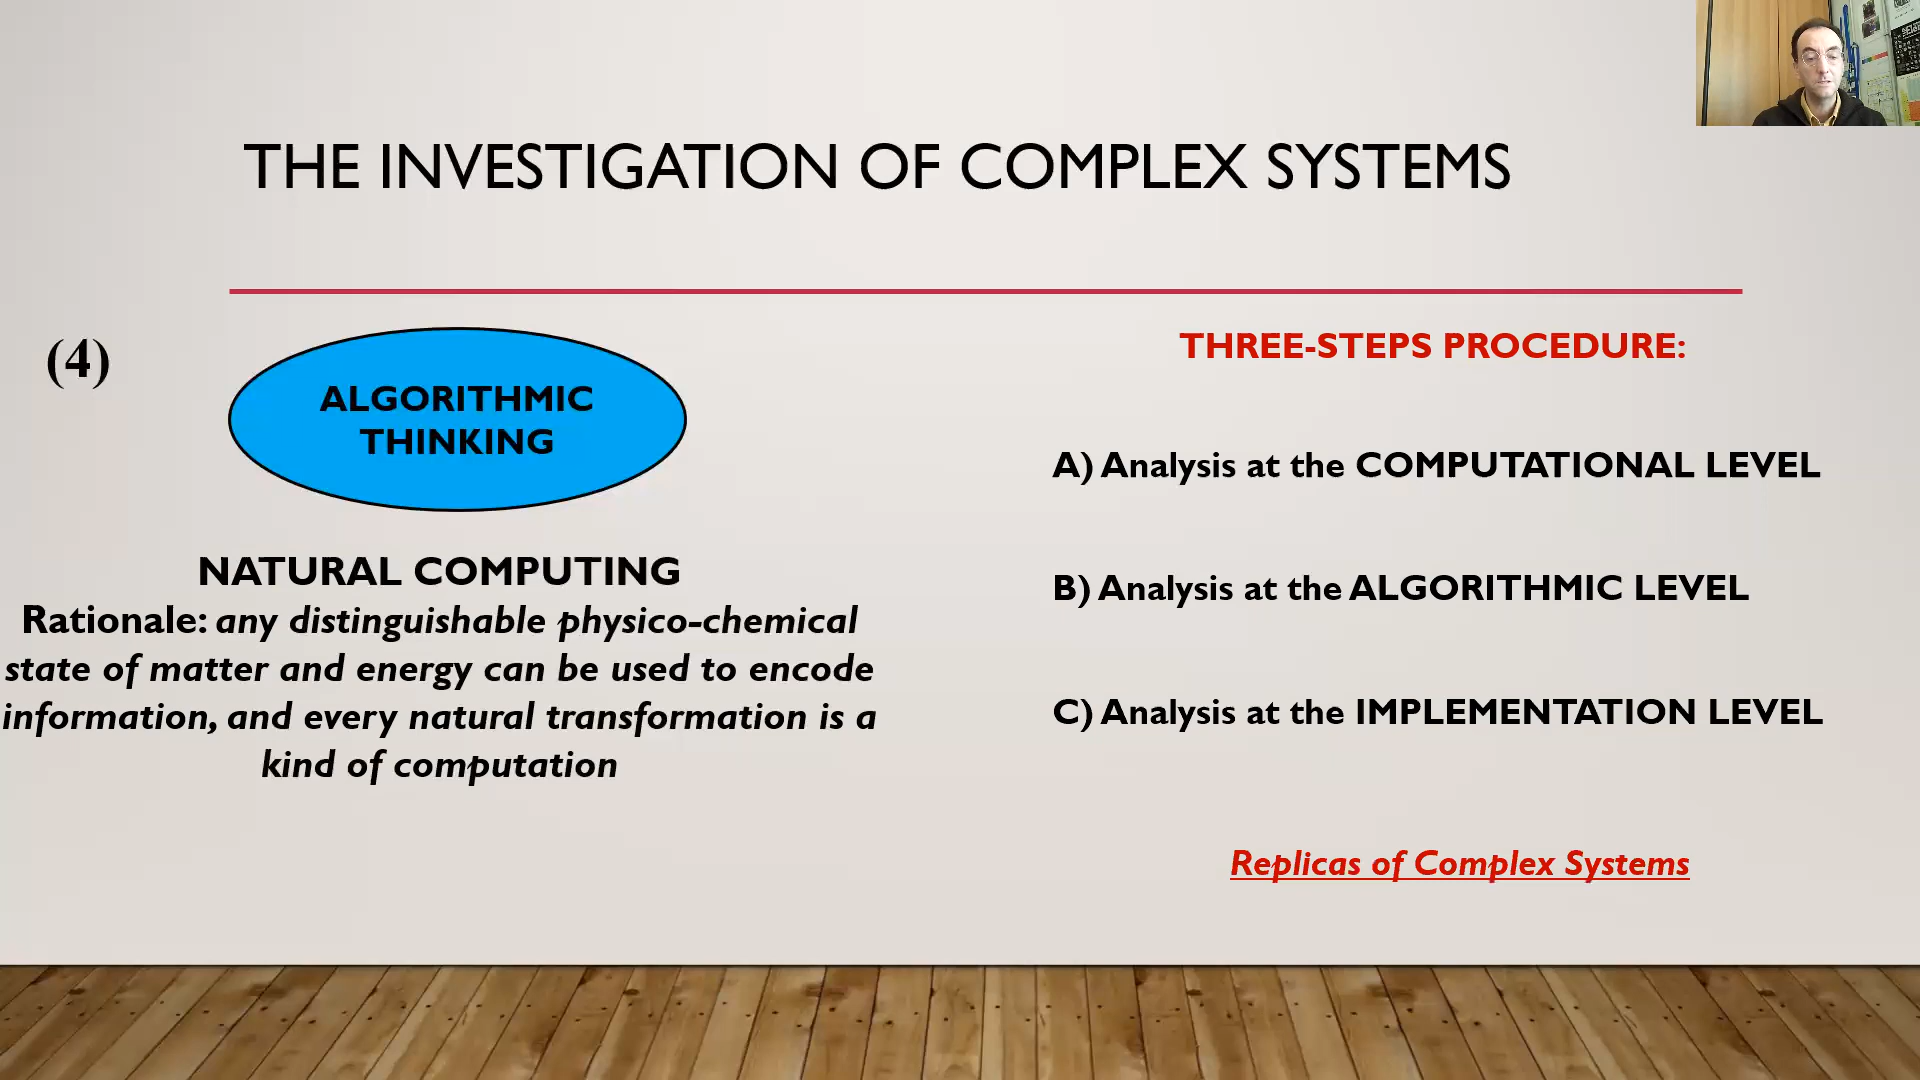 THE INVESTIGATION OF COMPLEX SYSTEMS
(4)
ALGORITHMIC
THINKING
NATURAL COMPUTING
Rationale: any distinguishable physico-chemical
state of matter and energy can be used to encode
information, and every natural transformation is a
kind of computation
THREE-STEPS PROCEDURE:
A) Analysis at the COMPUTATIONAL LEVEL
B) Analysis at the ALGORITHMIC LEVEL
C) Analysis at the IMPLEMENTATION LEVEL
Replicas of Complex Systems